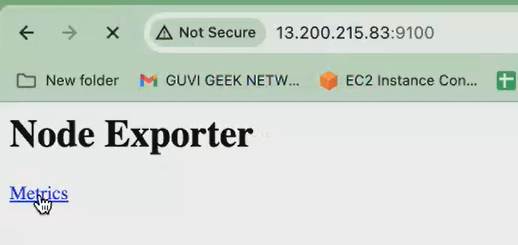 Not Secure 13.200.215.83:9100
New folder GUVI GEEK NETW... EC2 Instance Con...
Node Exporter
Metrics